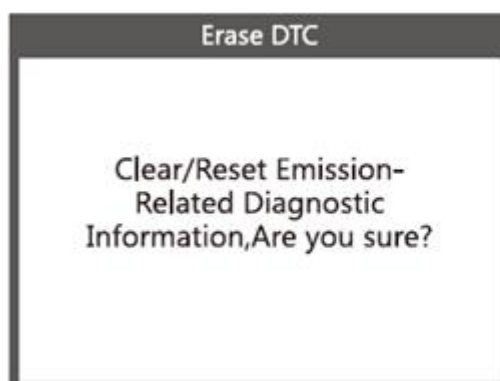 Erase DTC
Clear/Reset Emission-
Related Diagnostic
Information,Are you sure?